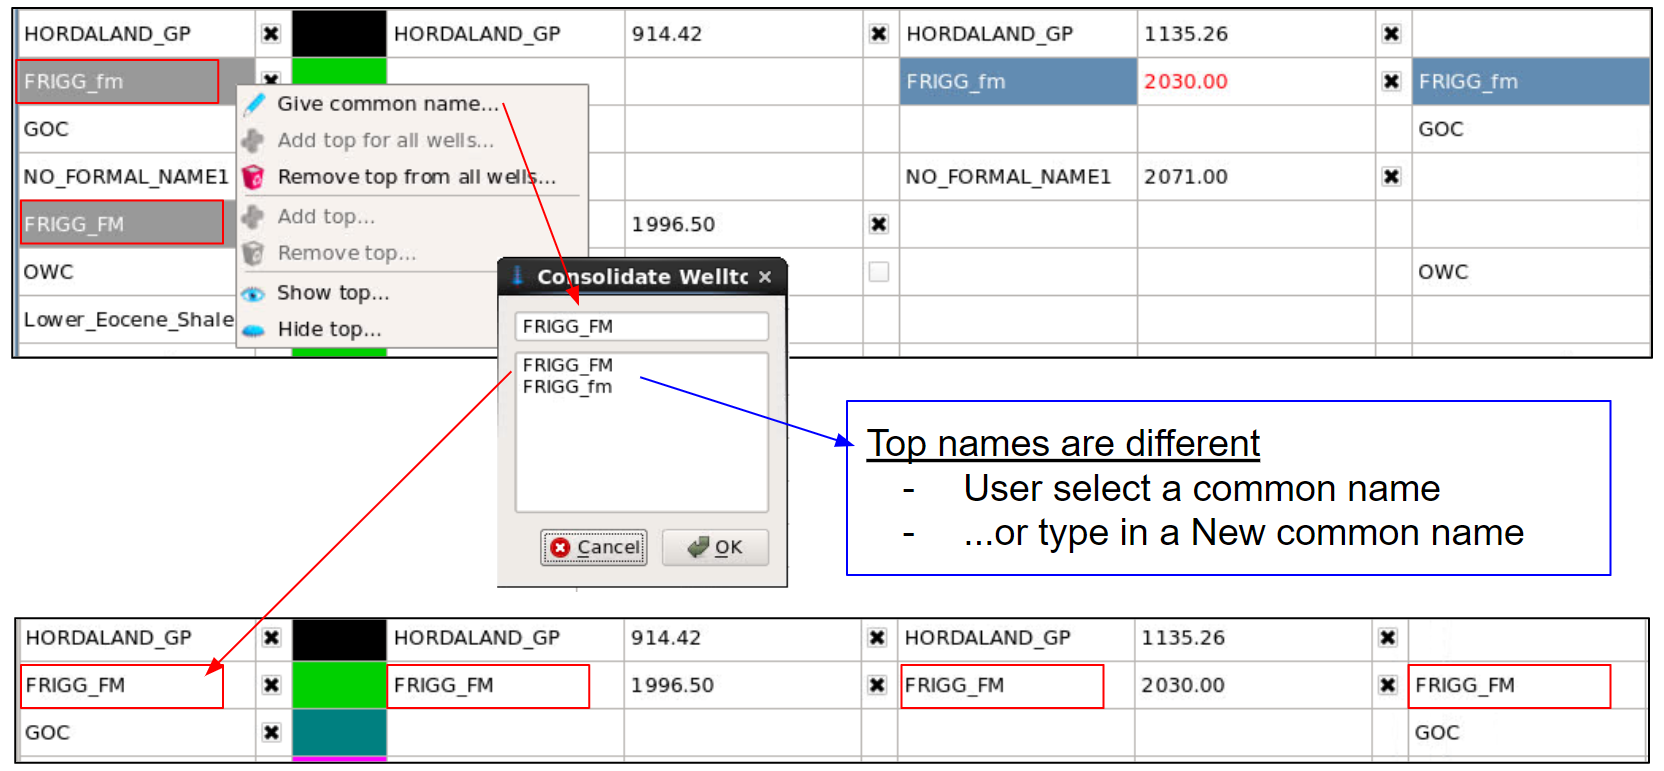 HORDALAND_GP HORDALAND_GP 914.42 HORDALAND_GP 1135.26
FRIGG_fm FRIGG_fm 2030.00 FRIGG_fm
Give common name...
GOC GOC
Add top for all wells...
NO_FORMAL_NAME1 NO_FORMAL_NAME1 2071.00
Remove top from all wells...
FRIGG_FM 1996.50
Add top...
Remove top...
OWC OWC
Show top...
Lower_Eocene_Shale
Hide top...
Consolidate Welltc
FRIGG_FM
FRIGG_FM
FRIGG_fm
Cancel OK
Top names are different
- User select a common name
- ...or type in a New common name
HORDALAND_GP HORDALAND_GP 914.42 HORDALAND_GP 1135.26
FRIGG_FM FRIGG_FM 1996.50 FRIGG_FM 2030.00 FRIGG_FM
GOC GOC